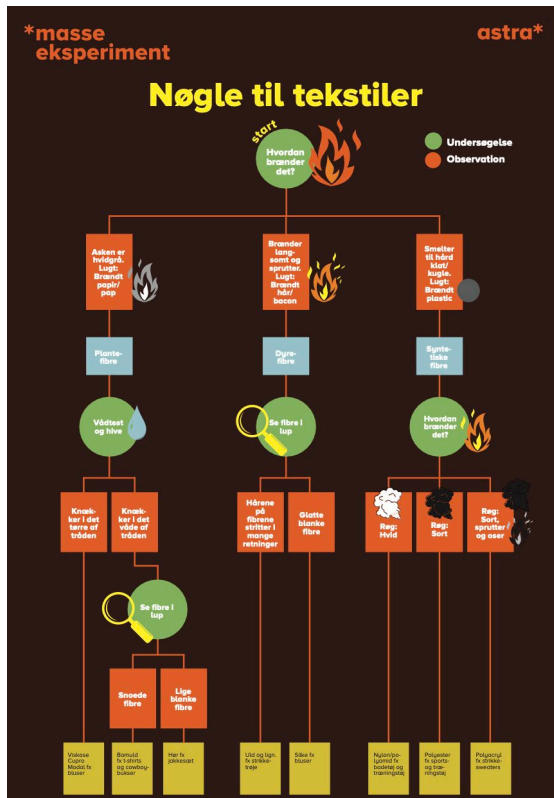 *masse
eksperiment
astra*
Nøgle til tekstiler
start
Hvordan
brænder
det?
Undersøgelse
Observation
Asken er
hvidgrå.
Lugt:
Brændt
papir/
pap
Brænder
lang-
somt og
sprutter.
Lugt:
Brændt
hår/
bacon
Smelter
til hård
klat/
kugle.
Lugt:
Brændt
plastic
Plante-
fibre
Dyre-
fibre
Synte-
tiske
fibre
Vådtest
og hive
Se fibre i
lup
Hvordan
brænder
det?
Knæk-
ker i det
tørre af
tråden
Knæk-
ker i det
våde af
tråden
Hårene
på
fibrene
stritter i
mange
retninger
Glatte
blanke
fibre
Røg:
Hvid
Røg:
Sort
Røg:
Sort,
sprutter
og oser
Se fibre i
lup
Snoede
fibre
Lige
blanke
fibre
Viskose
Cupro
Modal fx
bluser
Bomuld
fx t-shirts
og cowboy-
bukser
Hør fx
jakkesæt
Uld og lign.
fx strikke-
trøje
Silke fx
bluser
Nylon/po-
lyamid fx
badetøj og
træningstøj
Polyester
fx sports-
og træ-
ningstøj
Polyacryl
fx strikke-
sweaters